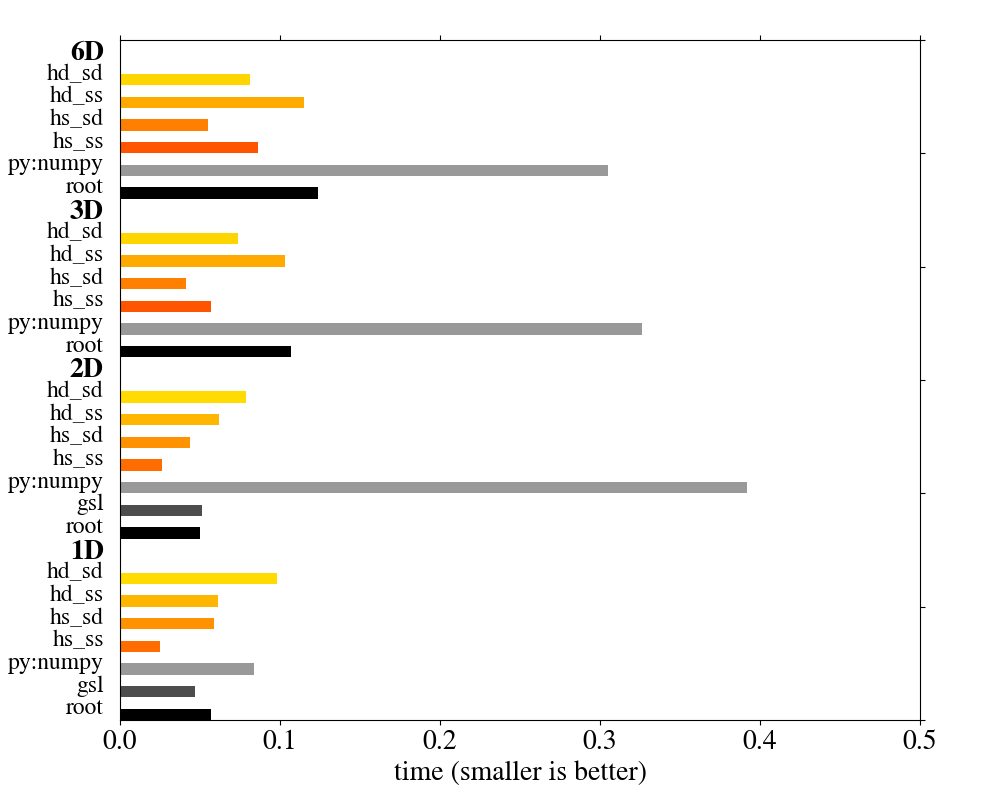 6D
hd_sd
hd_ss
hs_sd
hs_ss
py:numpy
root
3D
hd_sd
hd_ss
hs_sd
hs_ss
py:numpy
root
2D
hd_sd
hd_ss
hs_sd
hs_ss
py:numpy
gsl
root
1D
hd_sd
hd_ss
hs_sd
hs_ss
py:numpy
gsl
root
0.0 0.1 0.2 0.3 0.4 0.5
time (smaller is better)